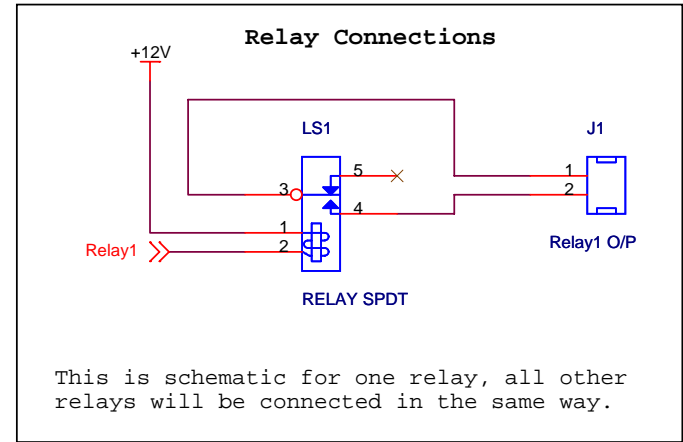 Relay Connections
+12V
LS1
J1
5
1
3
2
4
1
2
Relay1
Relay1 O/P
RELAY SPDT
This is schematic for one relay, all other
relays will be connected in the same way.